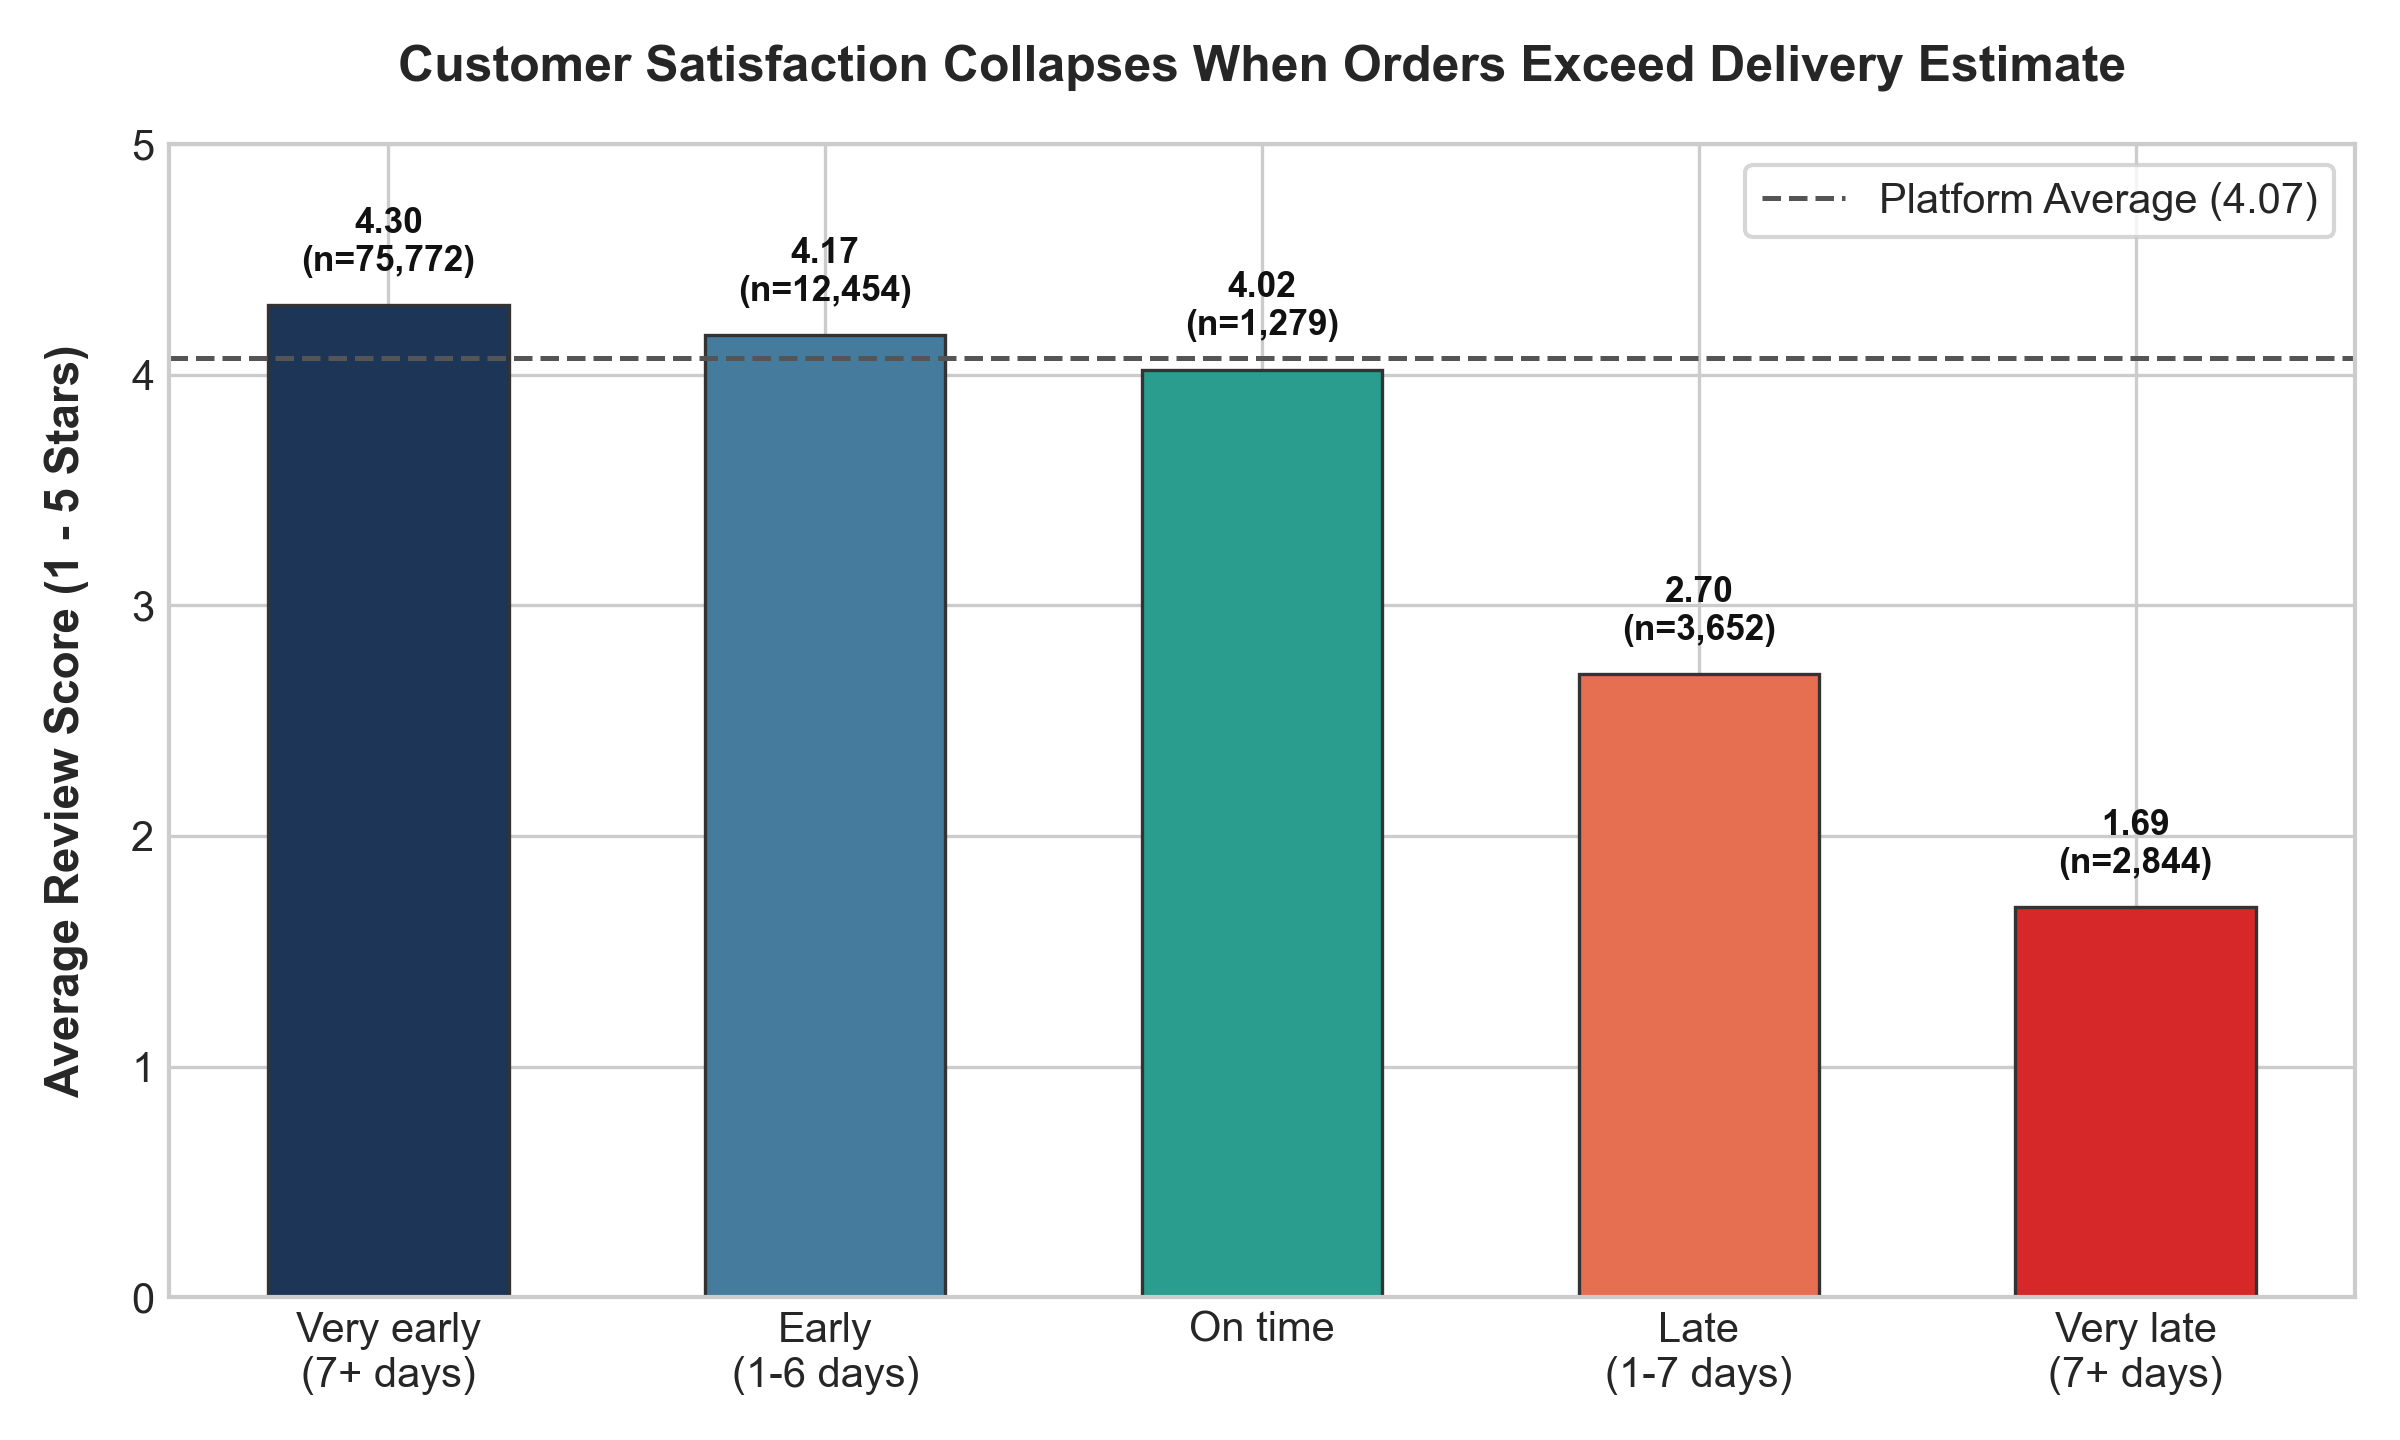 Customer Satisfaction Collapses When Orders Exceed Delivery Estimate
Average Review Score (1 - 5 Stars)
5
4
3
2
1
0
Platform Average (4.07)
4.30
(n=75,772)
4.17
(n=12,454)
4.02
(n=1,279)
2.70
(n=3,652)
1.69
(n=2,844)
Very early
(7+ days)
Early
(1-6 days)
On time
Late
(1-7 days)
Very late
(7+ days)